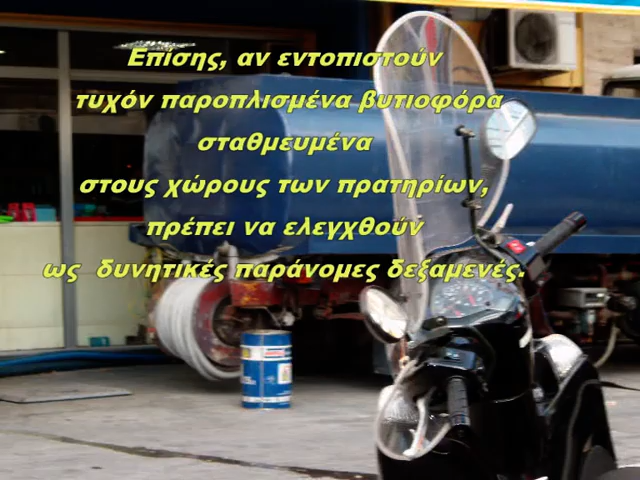 Επίσης, αν εντοπιστούν
τυχόν παροπλισμένα βυτιοφόρα
σταθμευμένα
στους χώρους των πρατηρίων,
πρέπει να ελεγχθούν
ως δυνητικές παράνομες δεξαμενές.